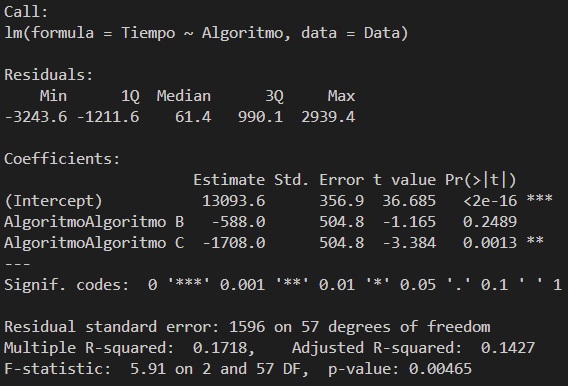 Call:
lm(formula = Tiempo ~ Algoritmo, data = Data)

Residuals:
    Min      1Q  Median      3Q     Max
-3243.6 -1211.6    61.4   990.1  2939.4

Coefficients:
                     Estimate Std. Error t value Pr(>|t|)
(Intercept)           13093.6      356.9  36.685   <2e-16 ***
AlgoritmoAlgoritmo B   -588.0      504.8  -1.165   0.2489
AlgoritmoAlgoritmo C  -1708.0      504.8  -3.384   0.0013 **
---
Signif. codes:  0 '***' 0.001 '**' 0.01 '*' 0.05 '.' 0.1 ' ' 1

Residual standard error: 1596 on 57 degrees of freedom
Multiple R-squared:  0.1718,    Adjusted R-squared:  0.1427
F-statistic:  5.91 on 2 and 57 DF,  p-value: 0.00465